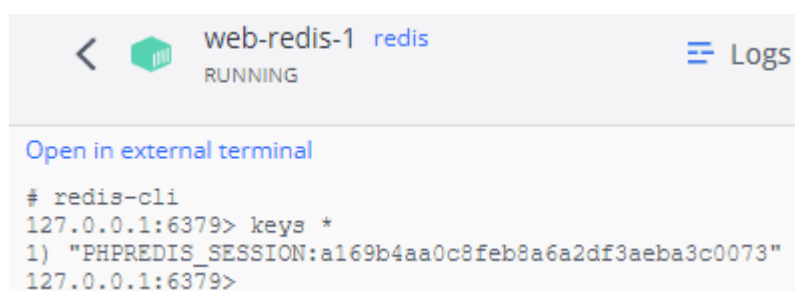 web-redis-1 redis
RUNNING
Logs
Open in external terminal
# redis-cli
127.0.0.1:6379> keys *
1) "PHPREDIS_SESSION:a169b4aa0c8feb8a6a2df3aeba3c0073"
127.0.0.1:6379>